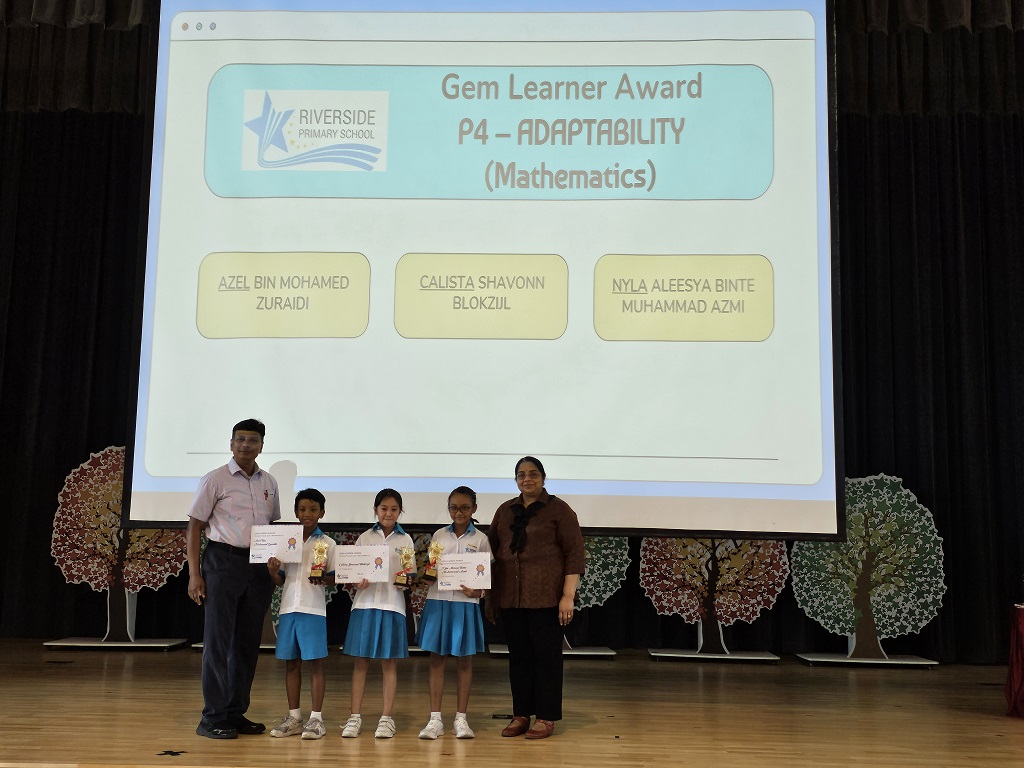 RIVERSIDE
PRIMARY SCHOOL
Gem Learner Award
P4 – ADAPTABILITY
(Mathematics)
AZEL BIN MOHAMED
ZURAIDI
CALISTA SHAVONN
BLOKZIJL
NYLA ALEESYA BINTE
MUHAMMAD AZMI